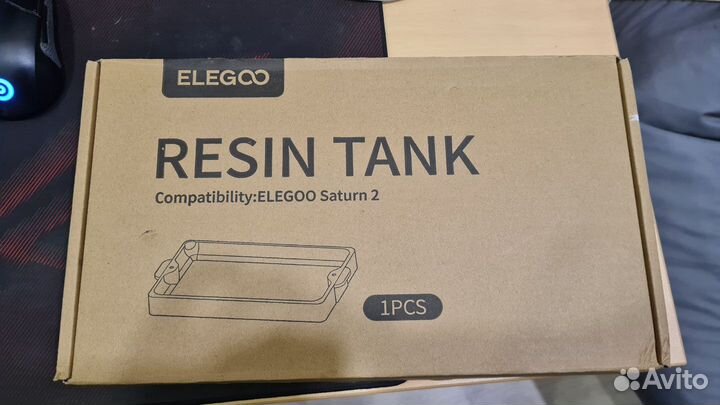 ELEGOO
RESIN TANK
Compatibility:ELEGOO Saturn 2
1PCS
Avito